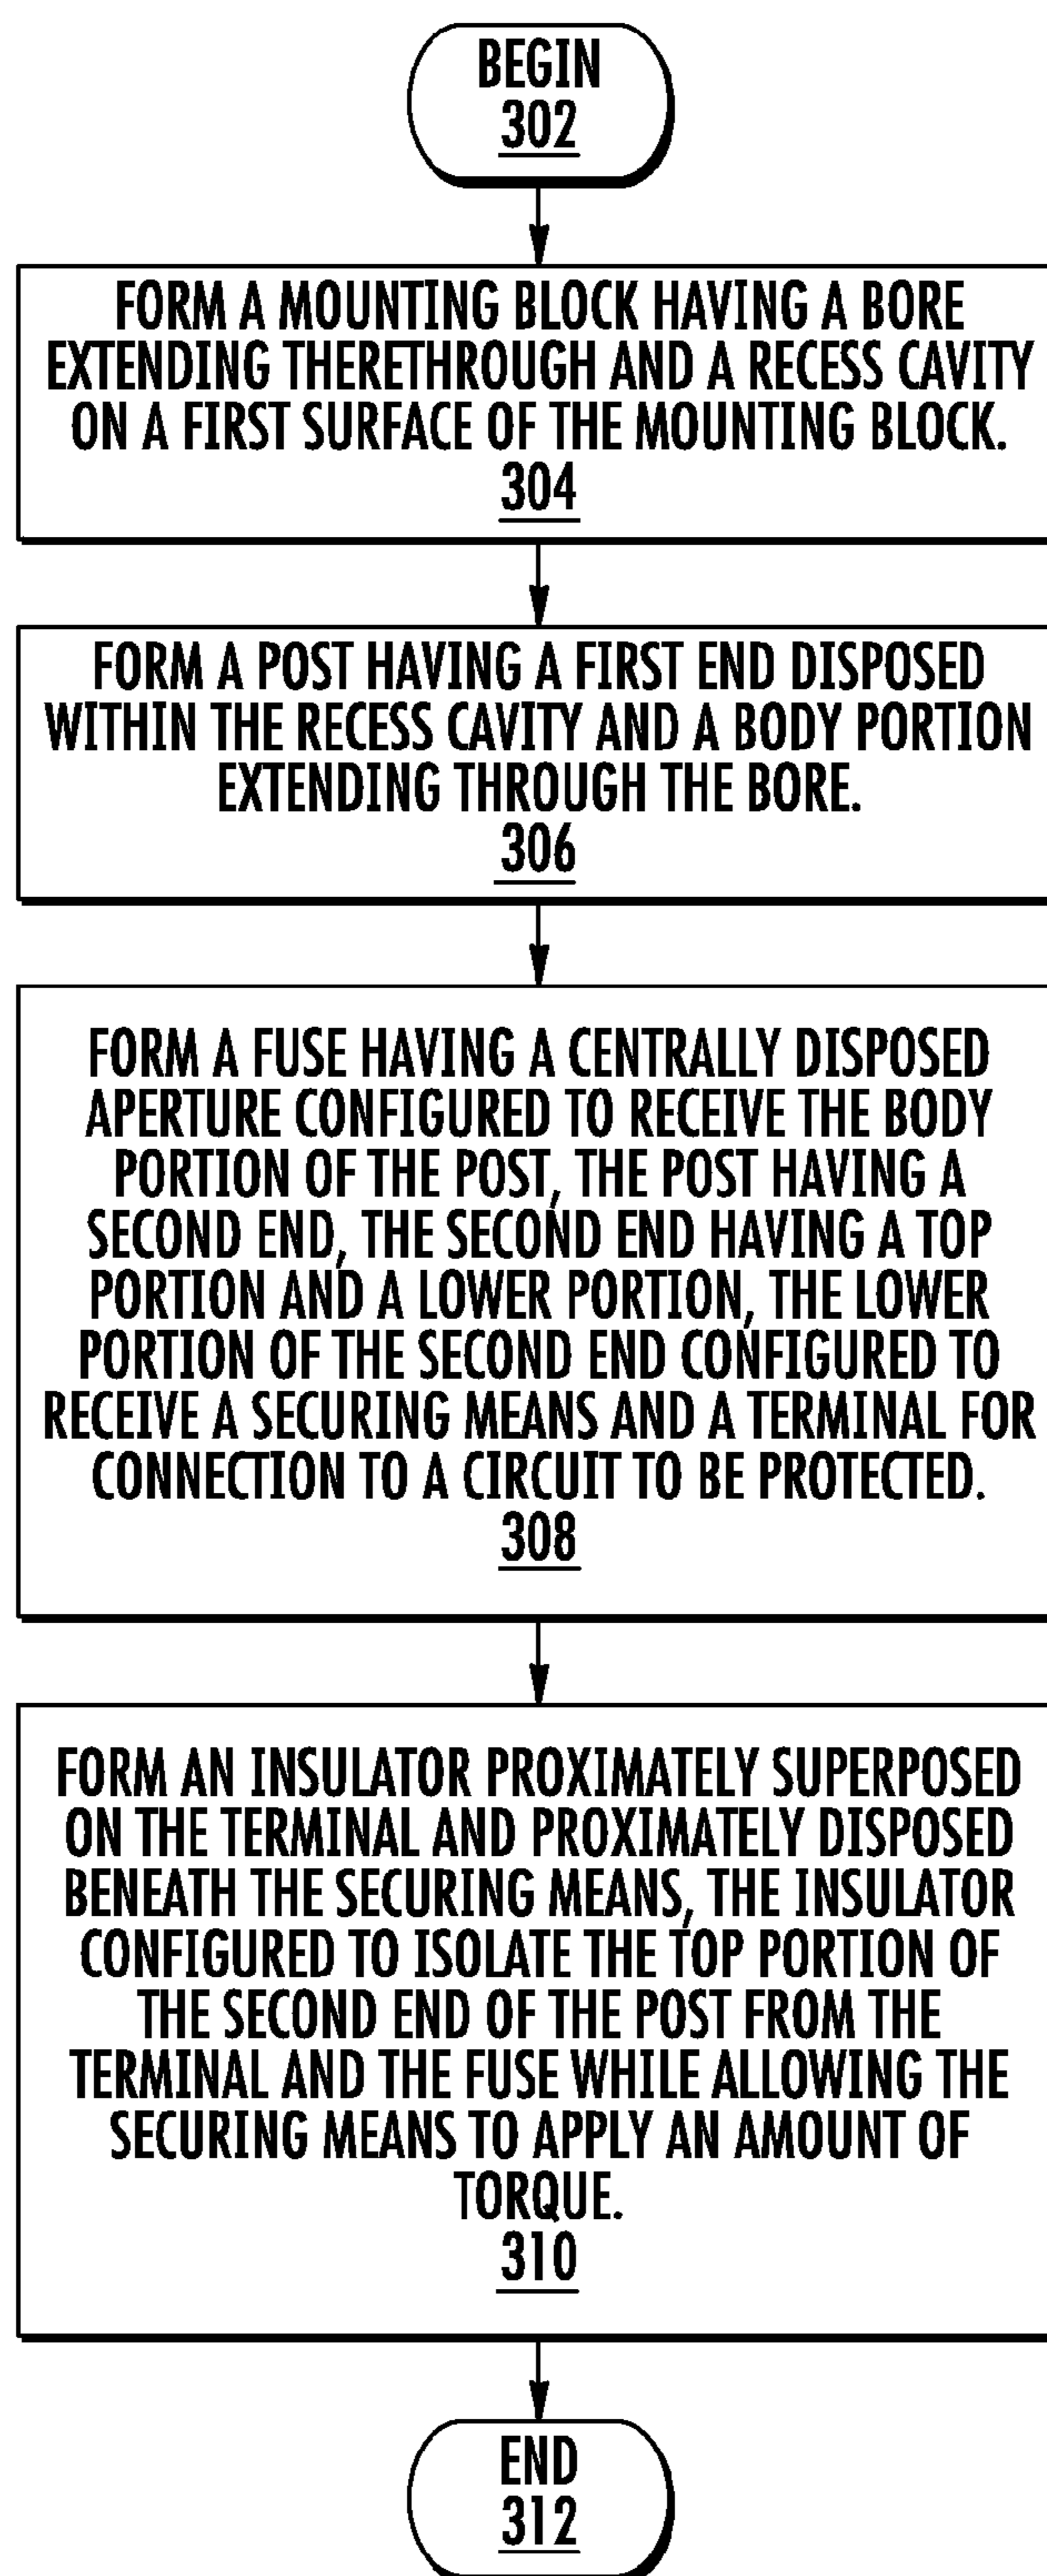 BEGIN
302
FORM A MOUNTING BLOCK HAVING A BORE
EXTENDING THERETHROUGH AND A RECESS CAVITY
ON A FIRST SURFACE OF THE MOUNTING BLOCK.
304
FORM A POST HAVING A FIRST END DISPOSED
WITHIN THE RECESS CAVITY AND A BODY PORTION
EXTENDING THROUGH THE BORE.
306
FORM A FUSE HAVING A CENTRALLY DISPOSED
APERTURE CONFIGURED TO RECEIVE THE BODY
PORTION OF THE POST, THE POST HAVING A
SECOND END, THE SECOND END HAVING A TOP
PORTION AND A LOWER PORTION, THE LOWER
PORTION OF THE SECOND END CONFIGURED TO
RECEIVE A SECURING MEANS AND A TERMINAL FOR
CONNECTION TO A CIRCUIT TO BE PROTECTED.
308
FORM AN INSULATOR PROXIMATELY SUPERPOSED
ON THE TERMINAL AND PROXIMATELY DISPOSED
BENEATH THE SECURING MEANS, THE INSULATOR
CONFIGURED TO ISOLATE THE TOP PORTION OF
THE SECOND END OF THE POST FROM THE
TERMINAL AND THE FUSE WHILE ALLOWING THE
SECURING MEANS TO APPLY AN AMOUNT OF
TORQUE.
310
END
312